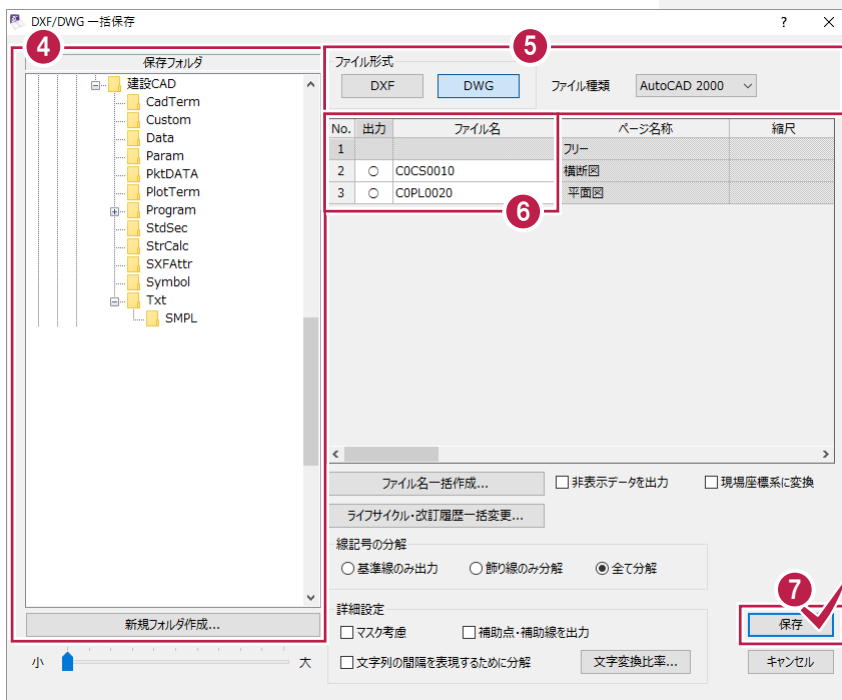 DXF/DWG 一括保存
? ×
4
保存フォルダ
建設CAD
CadTerm
Custom
Data
Param
PktDATA
PlotTerm
Program
StdSec
StrCalc
SXFAttr
Symbol
Txt
SMPL
新規フォルダ作成...
小 大
5
ファイル形式
DXF DWG ファイル種類 AutoCAD 2000
No. 出力 ファイル名 ページ名称 縮尺
1 フリー
2 ○ C0CS0010 横断図
3 ○ C0PL0020 平面図
6
ファイル名一括作成... 非表示データを出力 現場座標系に変換
ライフサイクル・改訂履歴一括変更...
線記号の分解
基準線のみ出力 飾り線のみ分解 全て分解
詳細設定
マスク考慮 補助点・補助線を出力
文字列の間隔を表現するために分解 文字変換比率...
7
保存
キャンセル